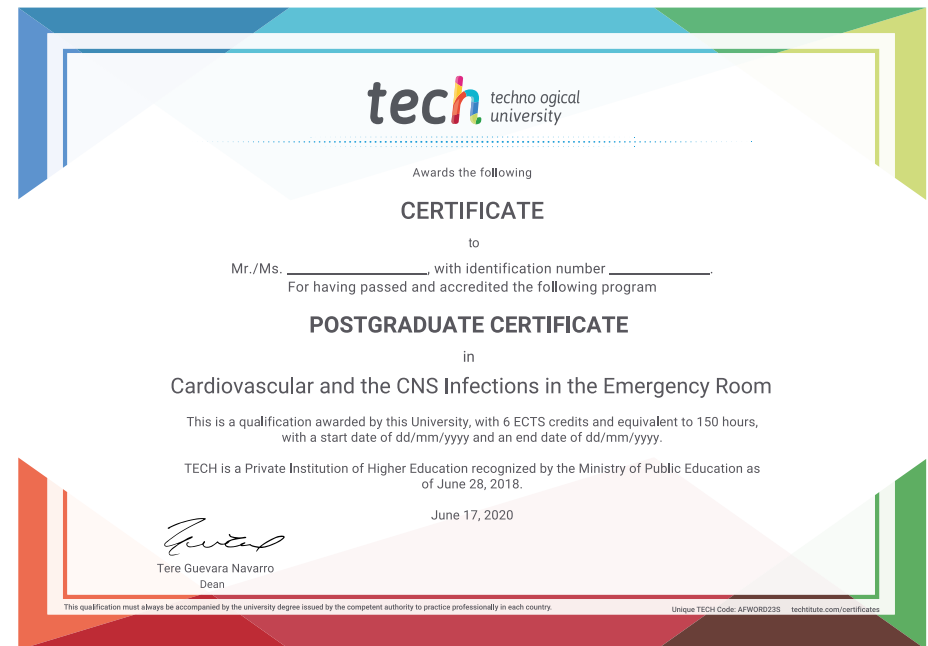 tech techno ogical
university
Awards the following
CERTIFICATE
to
Mr./Ms. ____________________, with identification number ______________.
For having passed and accredited the following program
POSTGRADUATE CERTIFICATE
in
Cardiovascular and the CNS Infections in the Emergency Room
This is a qualification awarded by this University, with 6 ECTS credits and equivalent to 150 hours,
with a start date of dd/mm/yyyy and an end date of dd/mm/yyyy.
TECH is a Private Institution of Higher Education recognized by the Ministry of Public Education as
of June 28, 2018.
June 17, 2020
Tere Guevara Navarro
Dean
This qualification must always be accompanied by the university degree issued by the competent authority to practice professionally in each country.
Unique TECH Code: AFWORD23S techtitute.com/certificates